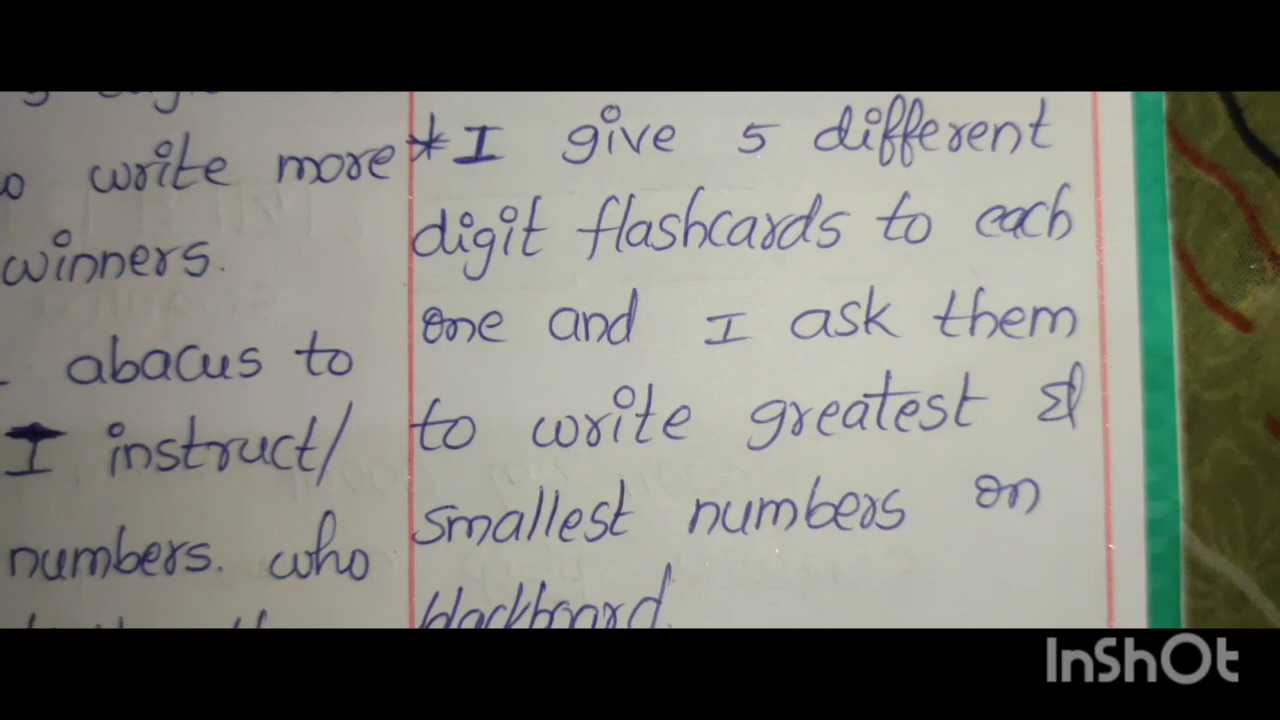 write more
winners.
abacus to
I instruct/
numbers. who
*I give 5 different
digit flashcards to each
one and I ask them
to write greatest &
smallest numbers on
blackboard.
InShOt